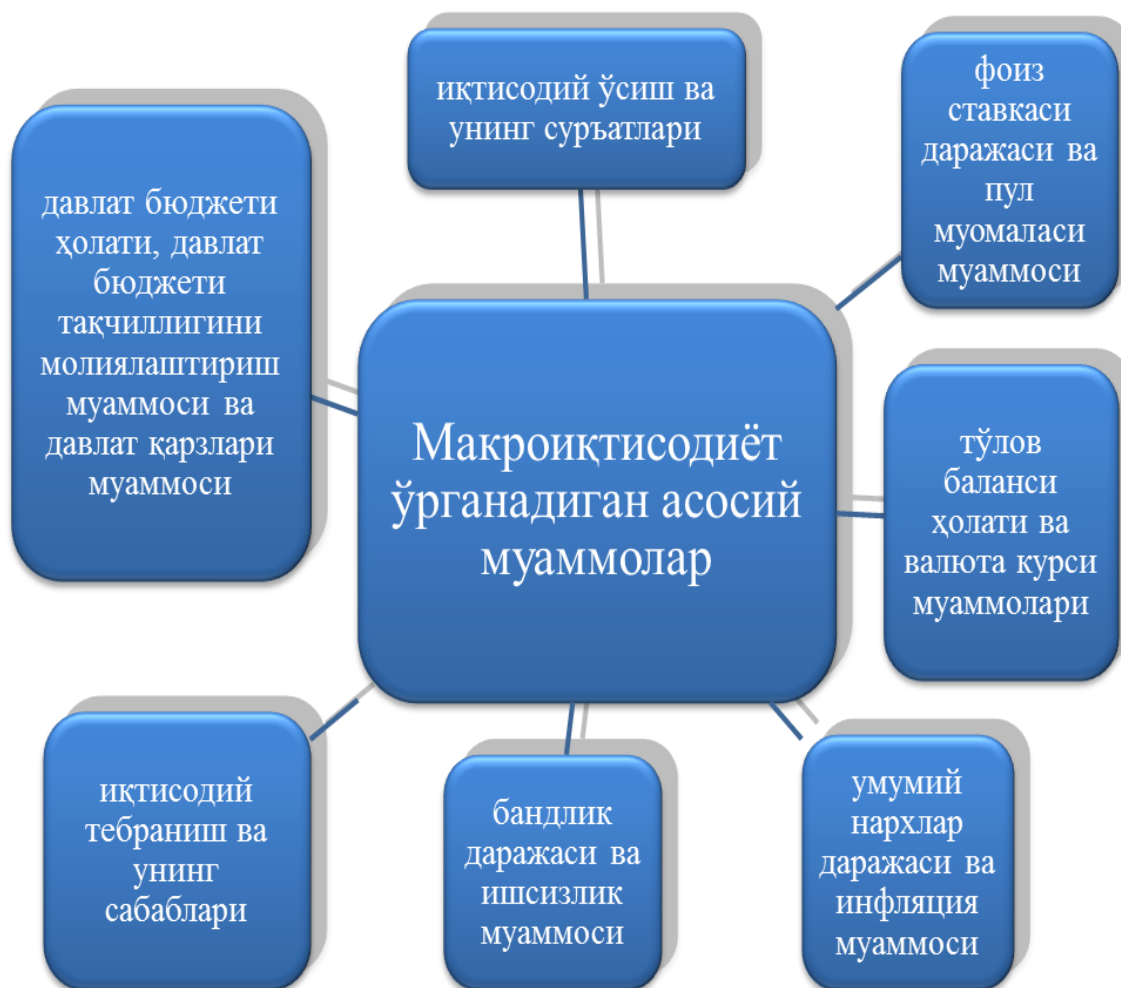 иқтисодий ўсиш ва
унинг суръатлари
фоиз
ставкаси
даражаси ва
пул
муомаласи
муаммоси
давлат бюджети
ҳолати, давлат
бюджети
тақчиллигини
молиялаштириш
муаммоси ва
давлат қарзлари
муаммоси
Макроиқтисодиёт
ўрганадиган асосий
муаммолар
тўлов
баланси
ҳолати ва
валюта курси
муаммолари
иқтисодий
тебраниш ва
унинг
сабаблари
бандлик
даражаси ва
ишсизлик
муаммоси
умумий
нархлар
даражаси ва
инфляция
муаммоси